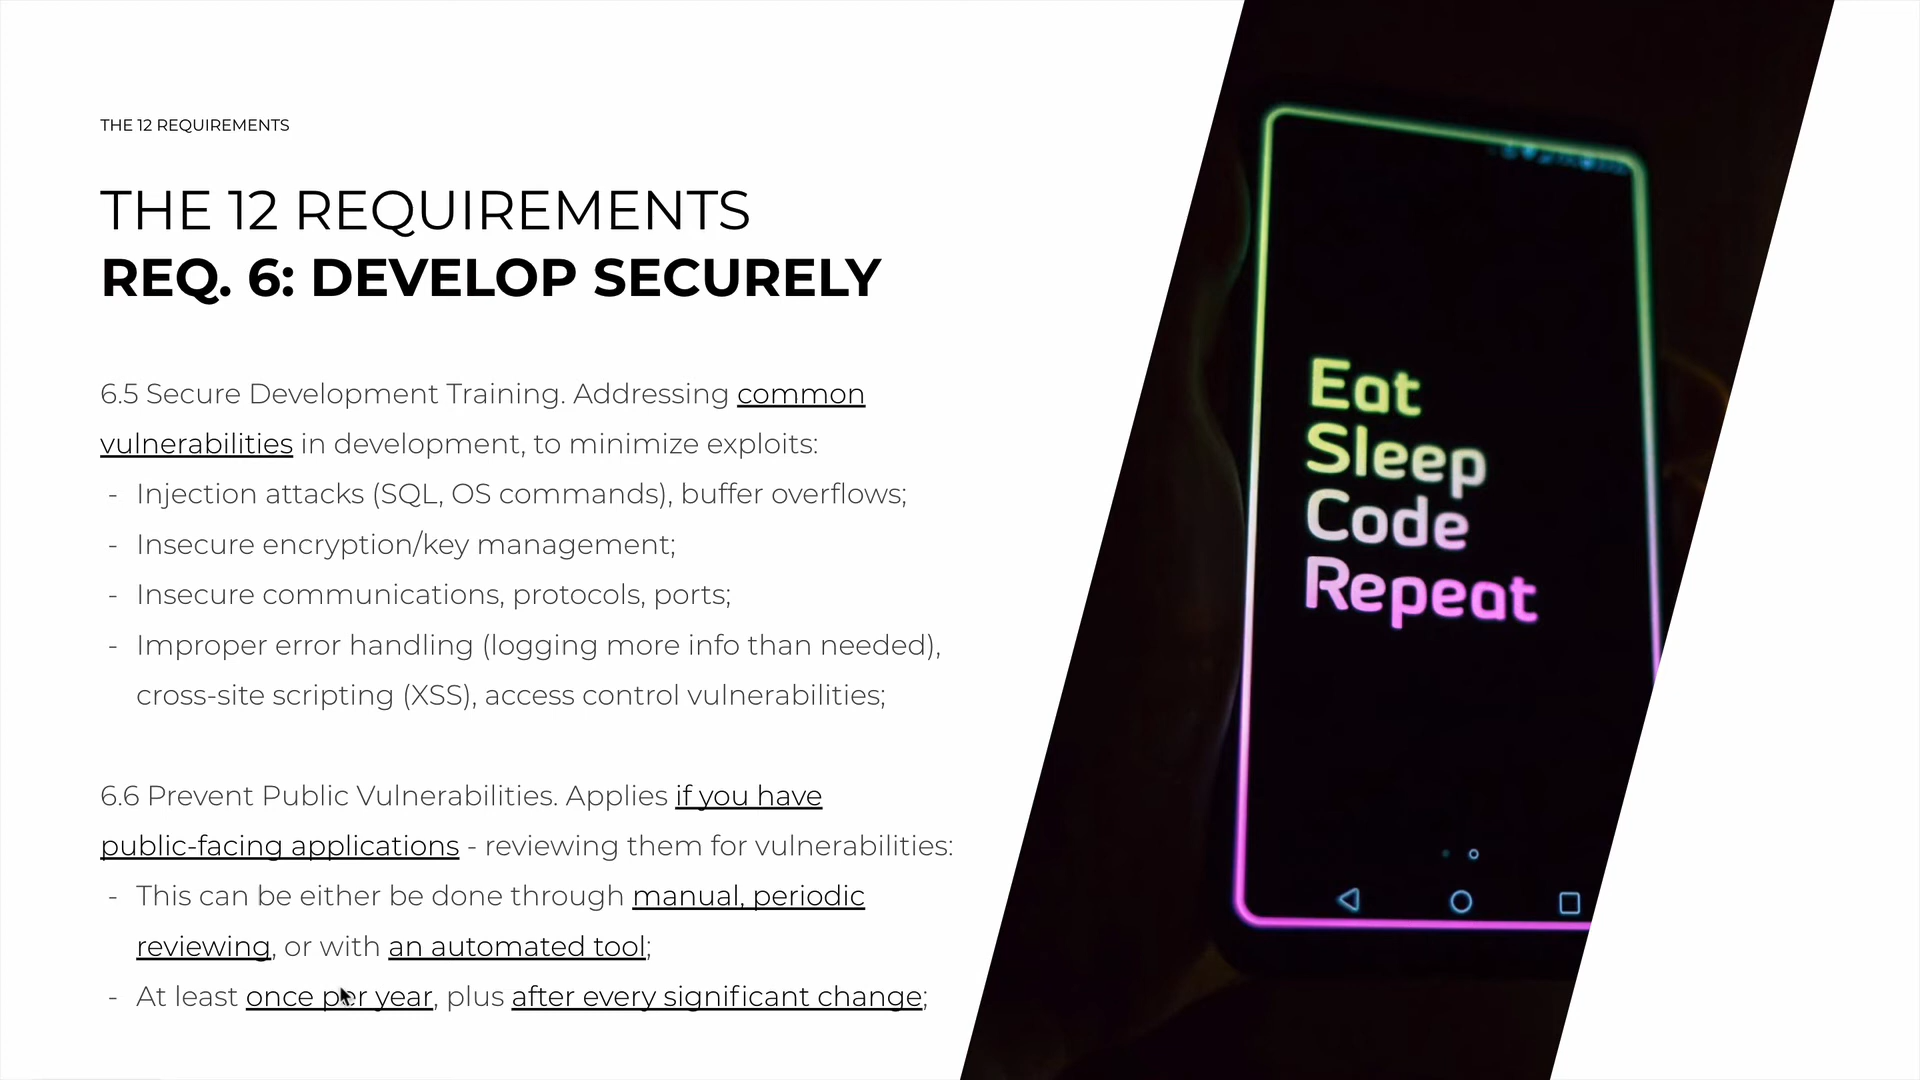 THE 12 REQUIREMENTS
THE 12 REQUIREMENTS
REQ. 6: DEVELOP SECURELY
6.5 Secure Development Training. Addressing common
vulnerabilities in development, to minimize exploits:
- Injection attacks (SQL, OS commands), buffer overflows;
- Insecure encryption/key management;
- Insecure communications, protocols, ports;
- Improper error handling (logging more info than needed),
cross-site scripting (XSS), access control vulnerabilities;
6.6 Prevent Public Vulnerabilities. Applies if you have
public-facing applications - reviewing them for vulnerabilities:
- This can be either be done through manual, periodic
reviewing, or with an automated tool;
- At least once per year, plus after every significant change;
Eat
Sleep
Code
Repeat